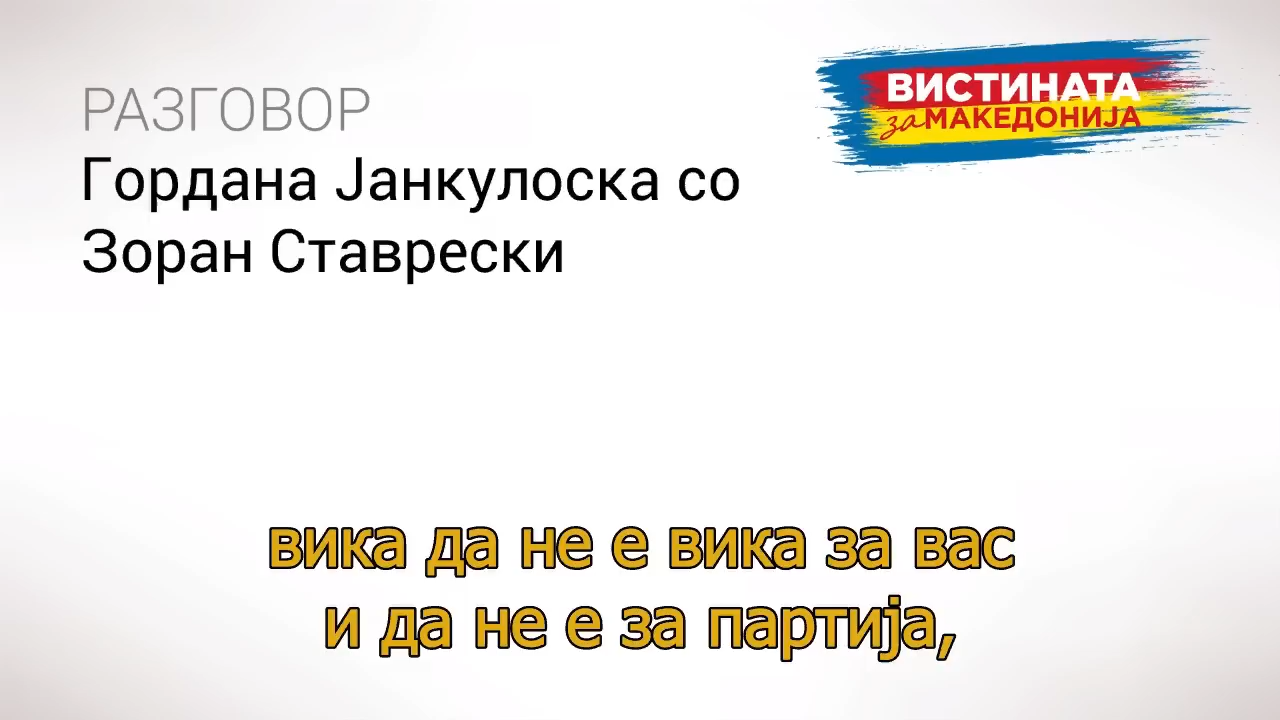 РАЗГОВОР
Гордана Јанкулоска со
Зоран Ставрески
ВИСТИНАТА
за МАКЕДОНИЈА
вика да не е вика за вас
и да не е за партија,